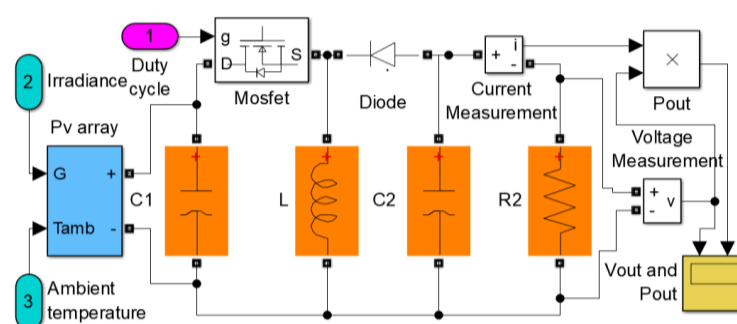 1
Duty
cycle
g
D
S
Mosfet
Diode
i
+
-
Current
Measurement
×
Pout
2
Irradiance
Pv array
G
+
Tamb
-
C1
+
L
+
C2
+
R2
+
Voltage
Measurement
+
-
v
3
Ambient
temperature
Vout and
Pout